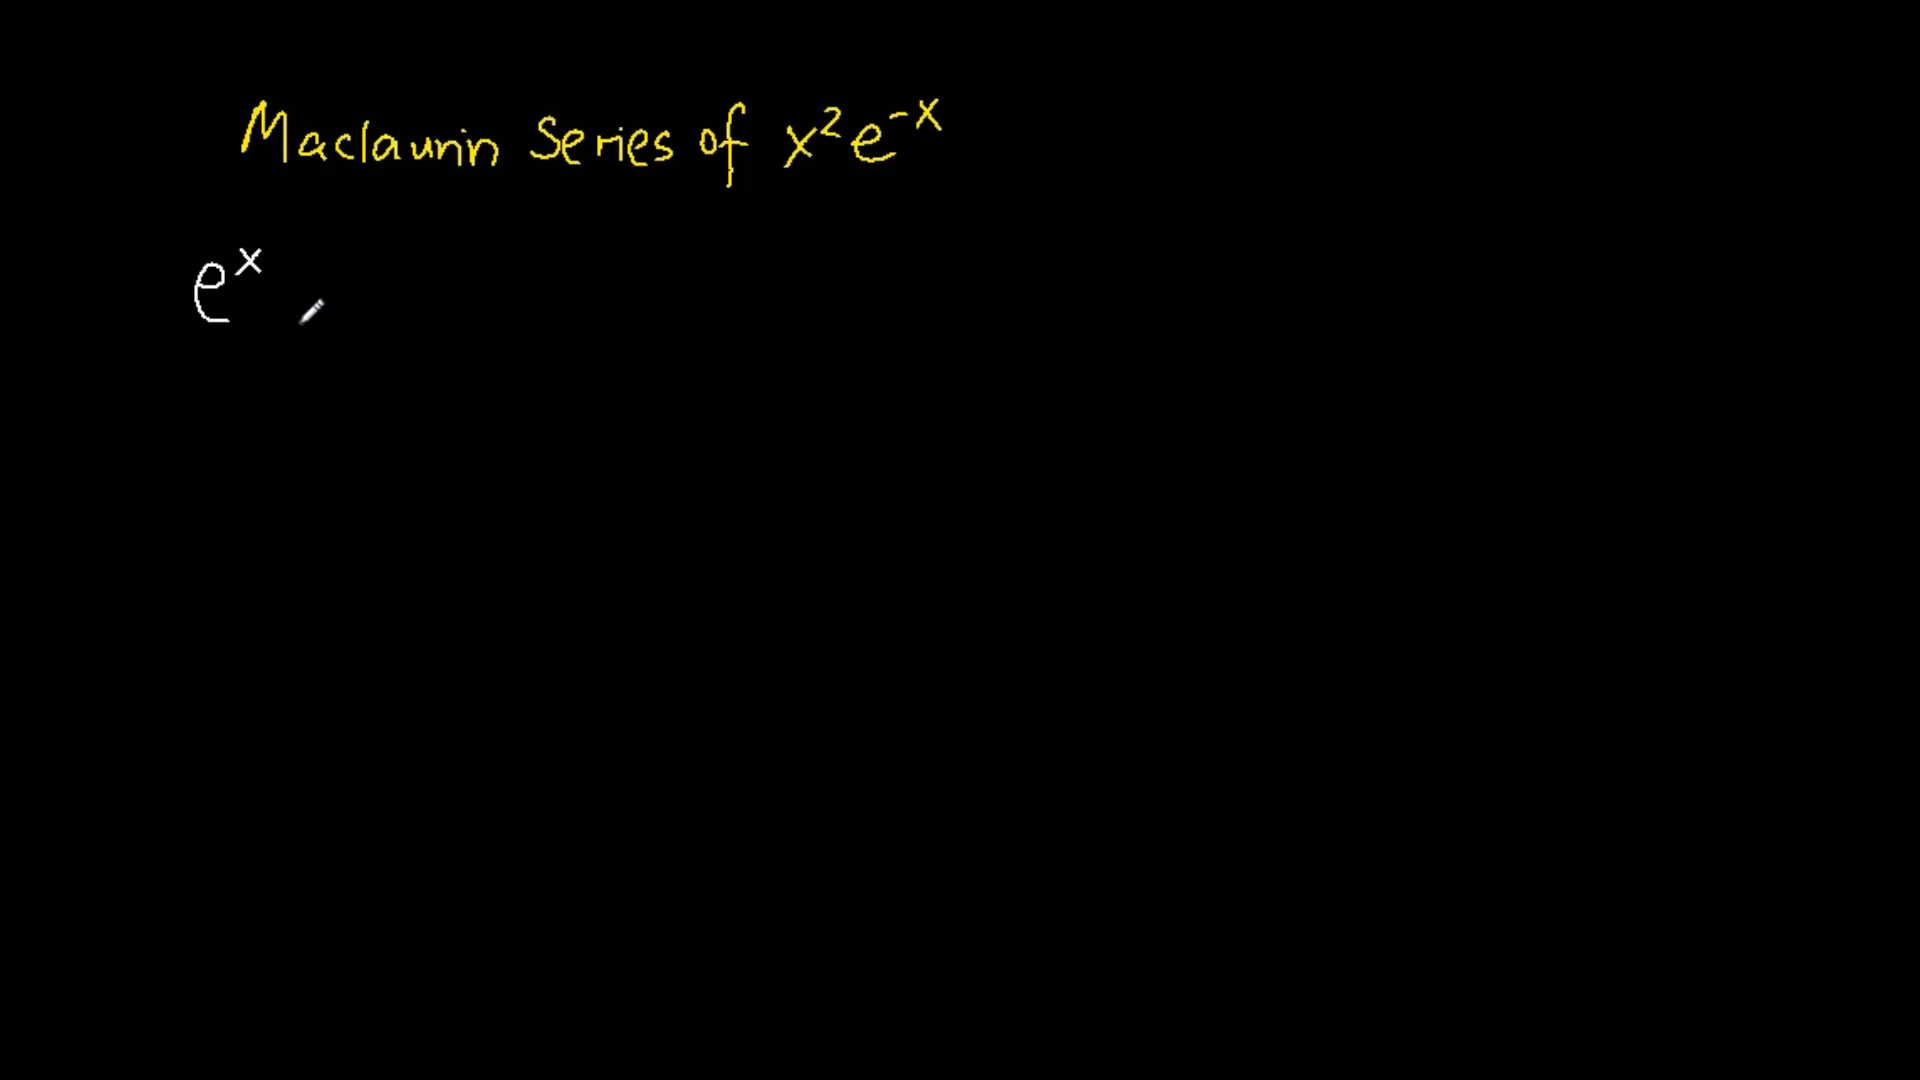 Maclaurin Series of x²e⁻ˣ
eˣ